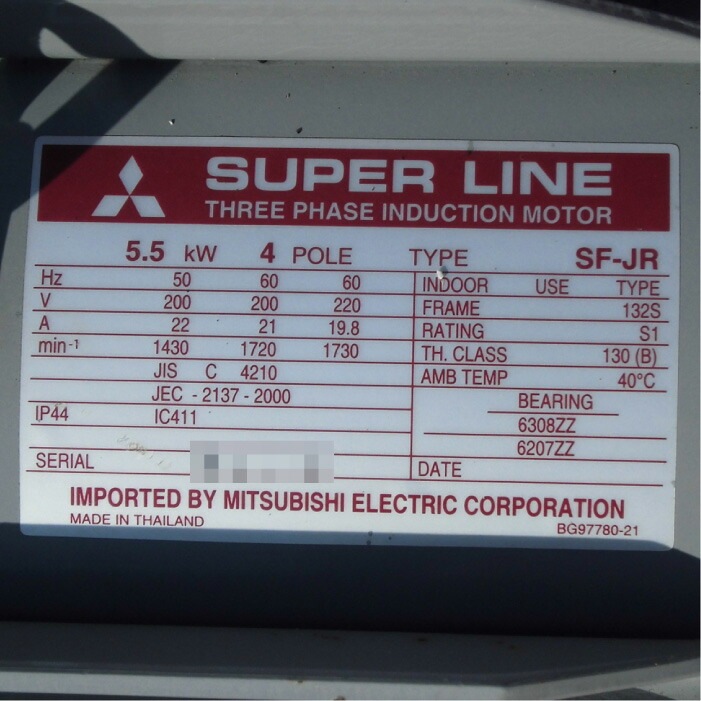 SUPER LINE
THREE PHASE INDUCTION MOTOR
5.5 kW 4 POLE TYPE SF-JR
Hz 50 60 60 INDOOR USE TYPE
V 200 200 220 FRAME 132S
A 22 21 19.8 RATING S1
min-1 1430 1720 1730 TH. CLASS 130 (B)
JIS C 4210 AMB TEMP 40°C
JEC - 2137 - 2000 BEARING
IP44 IC411 6308ZZ
6207ZZ
SERIAL DATE
IMPORTED BY MITSUBISHI ELECTRIC CORPORATION
MADE IN THAILAND BG97780-21